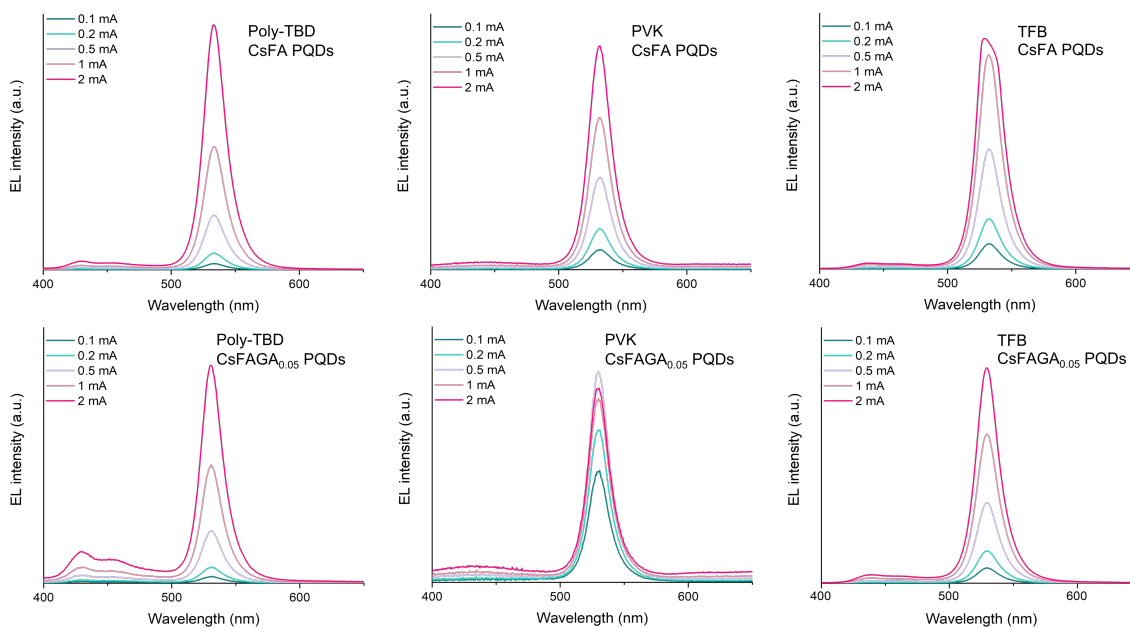 0.1 mA
0.2 mA
0.5 mA
1 mA
2 mA
Poly-TBD
CsFA PQDs
EL intensity (a.u.)
400
500
600
Wavelength (nm)
0.1 mA
0.2 mA
0.5 mA
1 mA
2 mA
PVK
CsFA PQDs
EL intensity (a.u.)
400
500
600
Wavelength (nm)
0.1 mA
0.2 mA
0.5 mA
1 mA
2 mA
TFB
CsFA PQDs
EL intensity (a.u.)
400
500
600
Wavelength (nm)
0.1 mA
0.2 mA
0.5 mA
1 mA
2 mA
Poly-TBD
CsFAGA0.05 PQDs
EL intensity (a.u.)
400
500
600
Wavelength (nm)
0.1 mA
0.2 mA
0.5 mA
1 mA
2 mA
PVK
CsFAGA0.05 PQDs
EL intensity (a.u.)
400
500
600
Wavelength (nm)
0.1 mA
0.2 mA
0.5 mA
1 mA
2 mA
TFB
CsFAGA0.05 PQDs
EL intensity (a.u.)
400
500
600
Wavelength (nm)